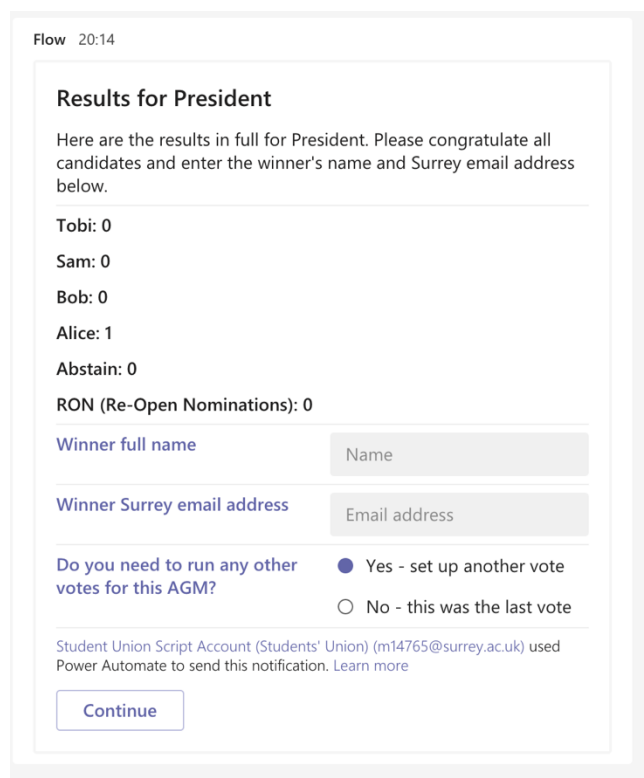 Flow 20:14
Results for President
Here are the results in full for President. Please congratulate all
candidates and enter the winner's name and Surrey email address
below.
Tobi: 0
Sam: 0
Bob: 0
Alice: 1
Abstain: 0
RON (Re-Open Nominations): 0
Winner full name
Name
Winner Surrey email address
Email address
Do you need to run any other
votes for this AGM?
Yes - set up another vote
No - this was the last vote
Student Union Script Account (Students' Union) (m14765@surrey.ac.uk) used
Power Automate to send this notification. Learn more
Continue